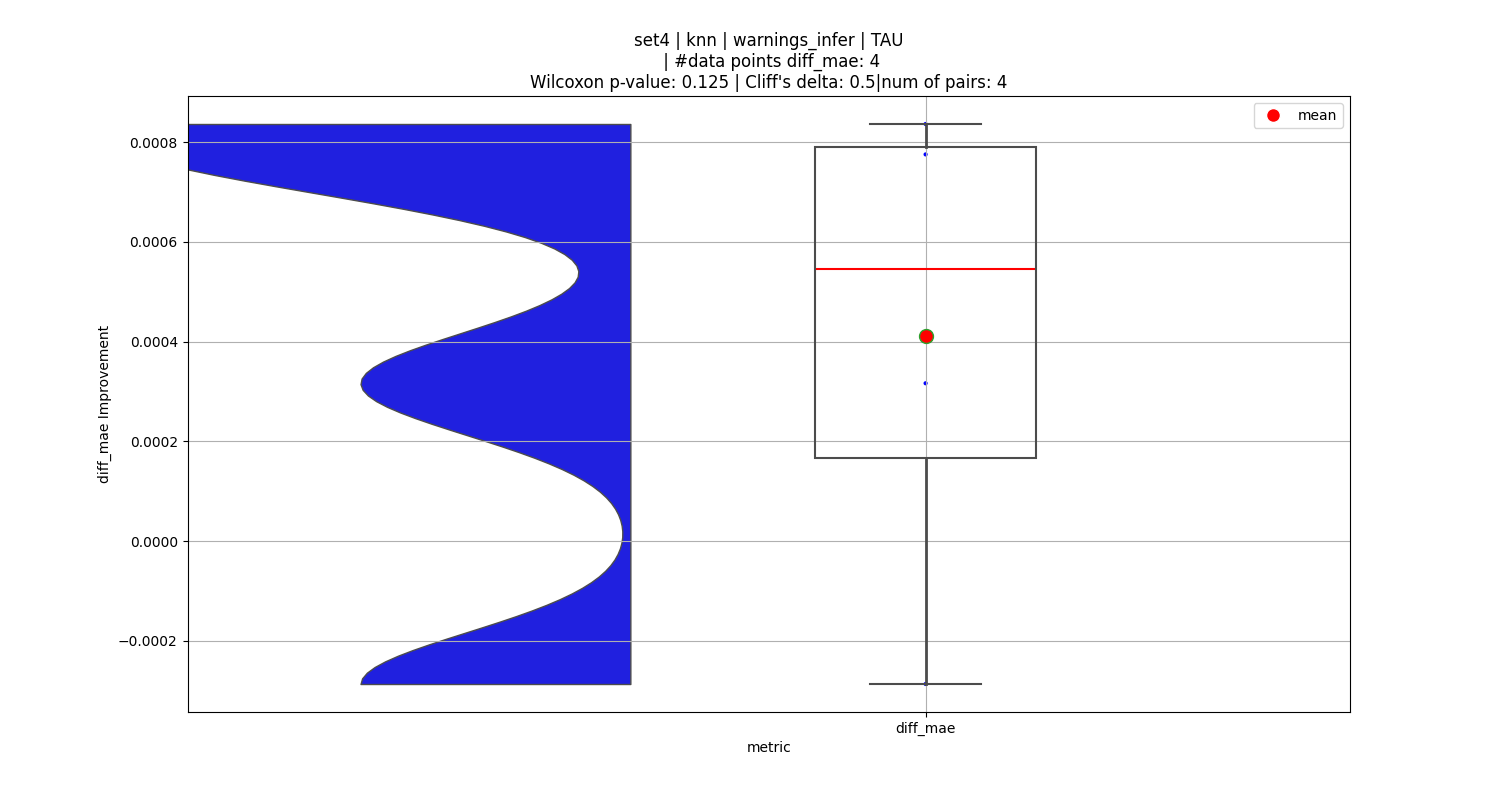 set4 | knn | warnings_infer | TAU
| #data points diff_mae: 4
Wilcoxon p-value: 0.125 | Cliff's delta: 0.5|num of pairs: 4
mean
0.0008
0.0006
0.0004
0.0002
0.0000
−0.0002
diff_mae Improvement
diff_mae
metric